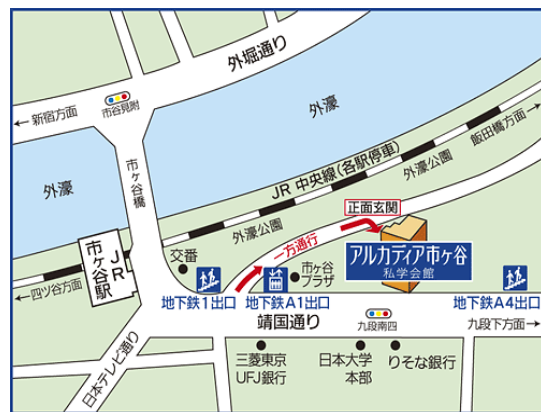 外堀通り
←新宿方面
市谷見附
外濠
飯田橋方面→
市ヶ谷橋
JR 中央線(各駅停車)
外濠公園
外濠
正面玄関
外濠公園
一方通行
アルカディア市ヶ谷
私学会館
JR
市ヶ谷駅
交番
市ヶ谷
プラザ
←四ツ谷方面
地下鉄1出口
地下鉄A1出口
地下鉄A4出口
靖国通り
九段南四
九段下方面→
日本テレビ通り
三菱東京
UFJ銀行
日本大学
本部
りそな銀行